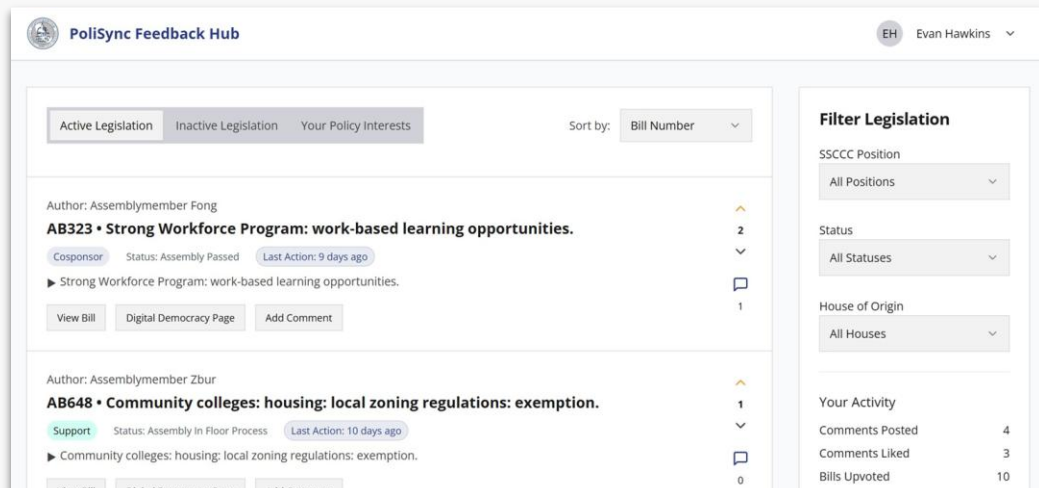 PoliSync Feedback Hub
EH Evan Hawkins
Active Legislation Inactive Legislation Your Policy Interests
Sort by: Bill Number
Author: Assemblymember Fong
AB323 • Strong Workforce Program: work-based learning opportunities.
2
Cosponsor Status: Assembly Passed Last Action: 9 days ago
▶ Strong Workforce Program: work-based learning opportunities.
1
View Bill Digital Democracy Page Add Comment
Author: Assemblymember Zbur
AB648 • Community colleges: housing: local zoning regulations: exemption.
1
Support Status: Assembly In Floor Process Last Action: 10 days ago
▶ Community colleges: housing: local zoning regulations: exemption.
0
Filter Legislation
SSCCC Position
All Positions
Status
All Statuses
House of Origin
All Houses
Your Activity
Comments Posted 4
Comments Liked 3
Bills Upvoted 10